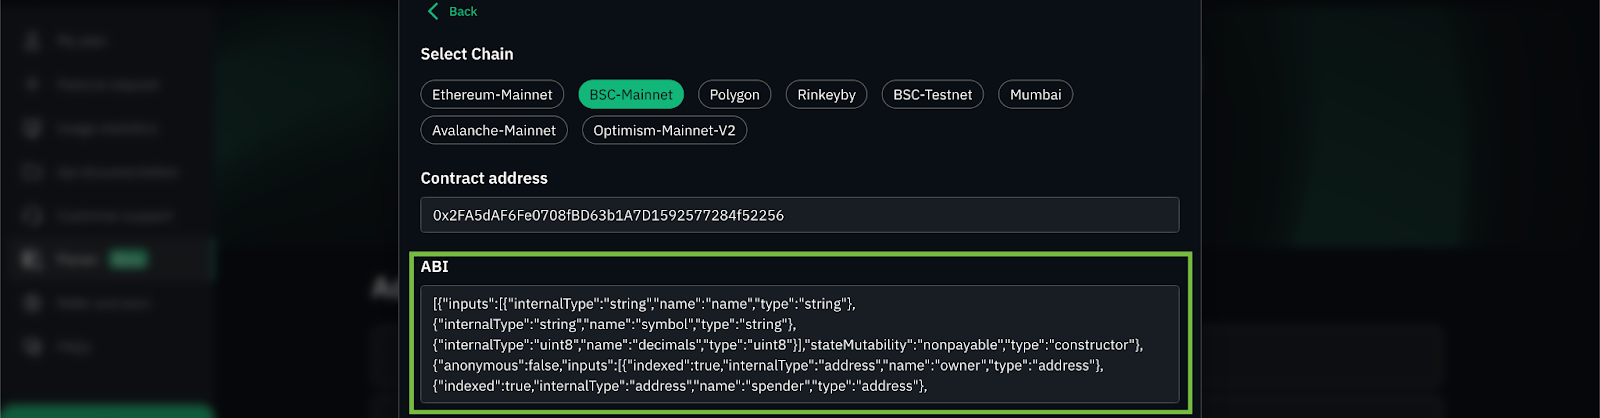 Back
Select Chain
Ethereum-Mainnet BSC-Mainnet Polygon Rinkeyby BSC-Testnet Mumbai
Avalanche-Mainnet Optimism-Mainnet-V2
Contract address
0x2FA5dAF6Fe0708fBD63b1A7D1592577284f52256
ABI
[{"inputs":[{"internalType":"string","name":"name","type":"string"},
{"internalType":"string","name":"symbol","type":"string"},
{"internalType":"uint8","name":"decimals","type":"uint8"}],"stateMutability":"nonpayable","type":"constructor"},
{"anonymous":false,"inputs":[{"indexed":true,"internalType":"address","name":"owner","type":"address"},
{"indexed":true,"internalType":"address","name":"spender","type":"address"},